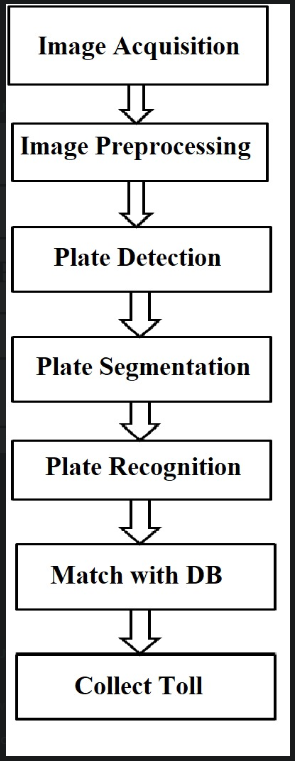 Image Acquisition
Image Preprocessing
Plate Detection
Plate Segmentation
Plate Recognition
Match with DB
Collect Toll